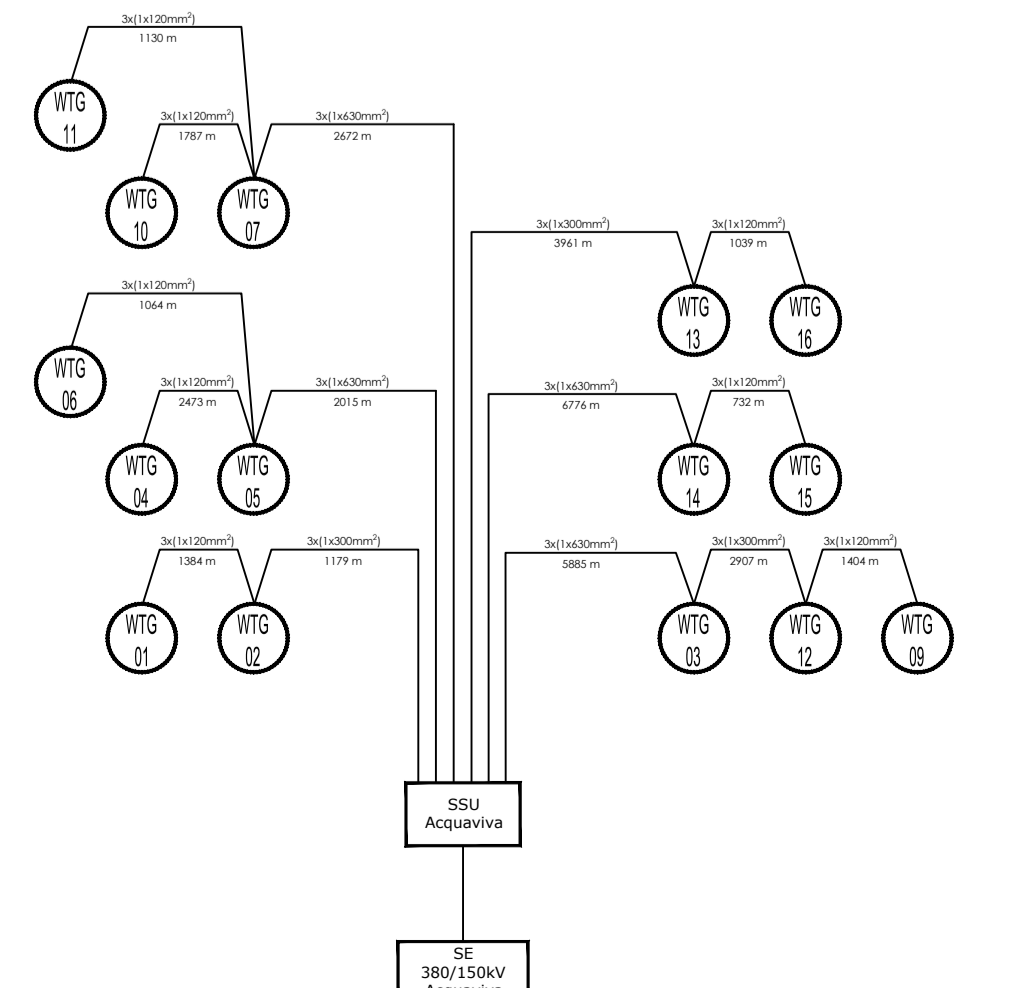 3x(1x120mm²)
1130 m
WTG
11
3x(1x120mm²)
1787 m
3x(1x630mm²)
2672 m
WTG
10
WTG
07
3x(1x300mm²)
3961 m
3x(1x120mm²)
1039 m
WTG
13
WTG
16
3x(1x120mm²)
1064 m
WTG
06
3x(1x120mm²)
2473 m
3x(1x630mm²)
2015 m
WTG
04
WTG
05
3x(1x630mm²)
6776 m
3x(1x120mm²)
732 m
WTG
14
WTG
15
3x(1x120mm²)
1384 m
3x(1x300mm²)
1179 m
WTG
01
WTG
02
3x(1x630mm²)
5885 m
3x(1x300mm²)
2907 m
3x(1x120mm²)
1404 m
WTG
03
WTG
12
WTG
09
SSU
Acquaviva
SE
380/150kV
Acquaviva